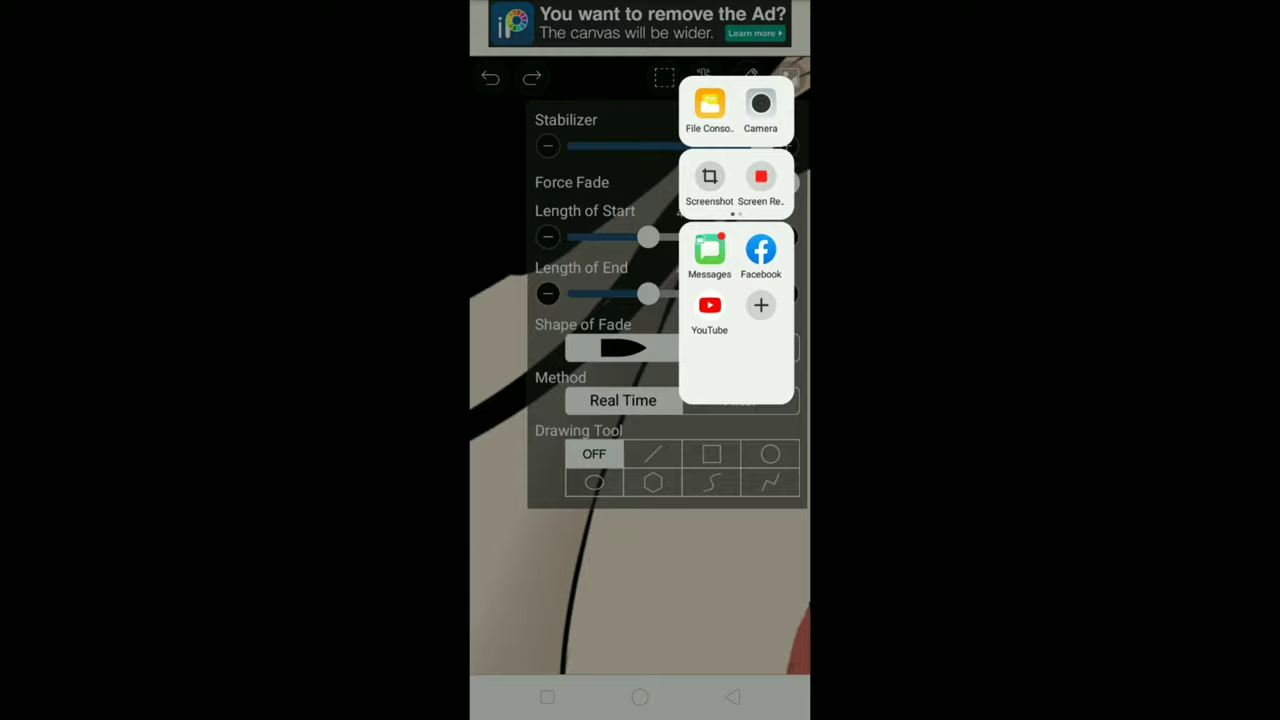 You want to remove the Ad?
The canvas will be wider. Learn more
Stabilizer
Force Fade
Length of Start
Length of End
Shape of Fade
Method
Real Time
Drawing Tool
OFF
File Conso.. Camera
Screenshot Screen Re..
Messages Facebook
YouTube